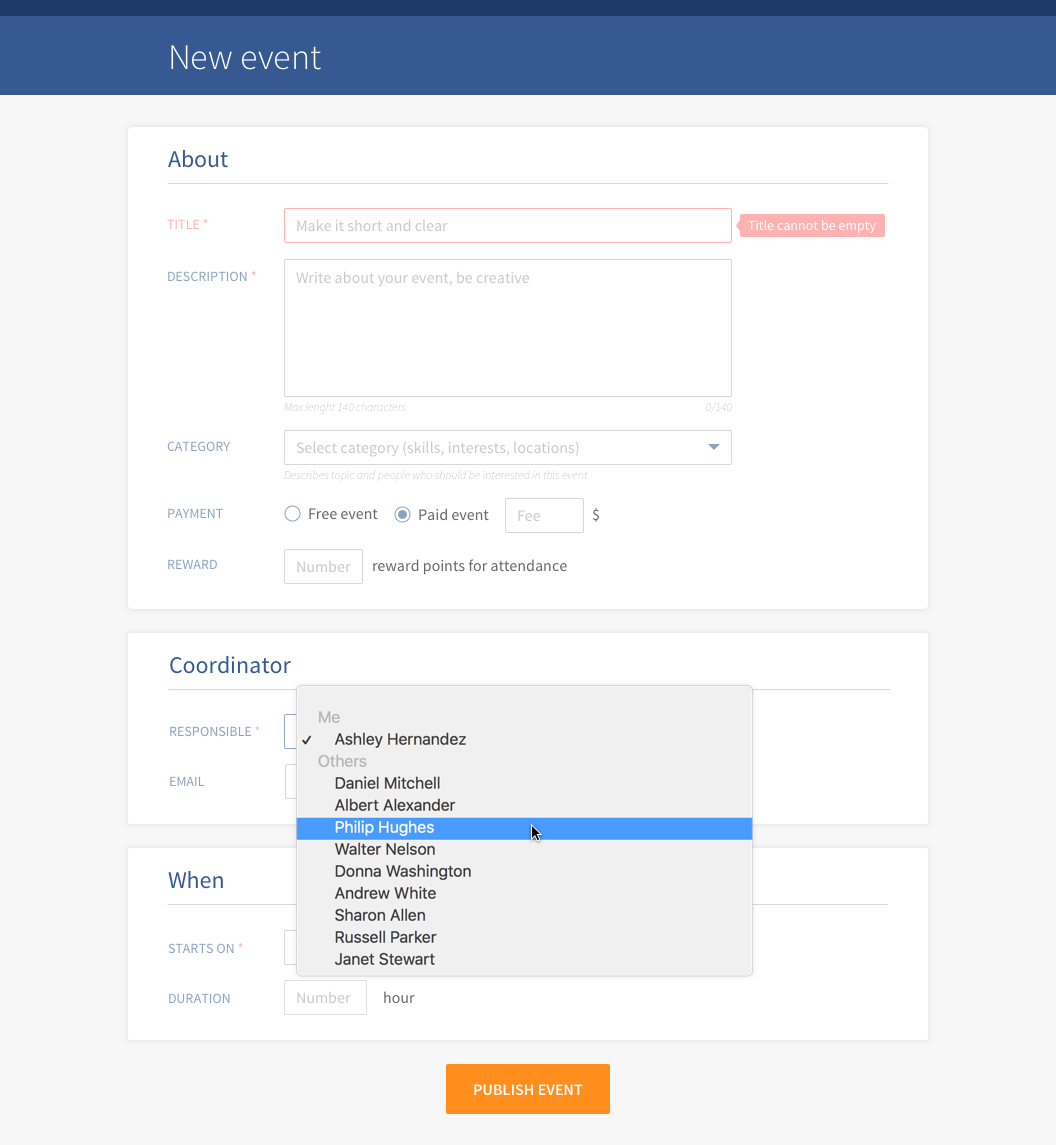 New event
About
TITLE *
Make it short and clear
Title cannot be empty
DESCRIPTION *
Write about your event, be creative
Max lenght 140 characters
0/140
CATEGORY
Select category (skills, interests, locations)
Describes topic and people who should be interested in this event
PAYMENT
Free event
Paid event
Fee
$
REWARD
Number
reward points for attendance
Coordinator
RESPONSIBLE *
EMAIL
Me
✓ Ashley Hernandez
Others
Daniel Mitchell
Albert Alexander
Philip Hughes
Walter Nelson
Donna Washington
Andrew White
Sharon Allen
Russell Parker
Janet Stewart
When
STARTS ON *
DURATION
Number
hour
PUBLISH EVENT